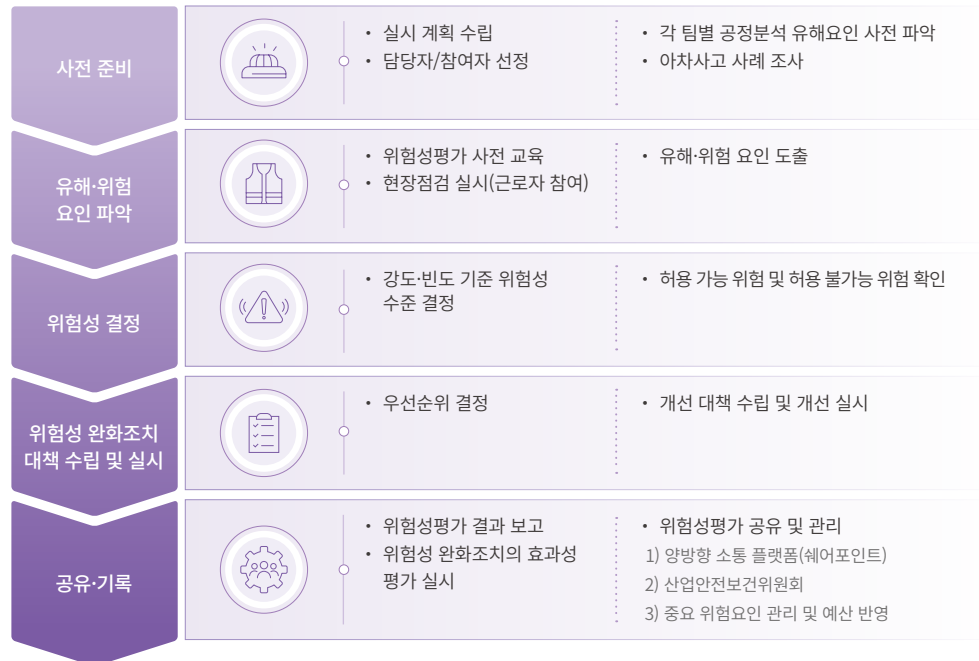 사전 준비
• 실시 계획 수립
• 담당자/참여자 선정
• 각 팀별 공정분석 유해요인 사전 파악
• 아차사고 사례 조사
유해·위험
요인 파악
• 위험성평가 사전 교육
• 현장점검 실시(근로자 참여)
• 유해·위험 요인 도출
위험성 결정
• 강도·빈도 기준 위험성
수준 결정
• 허용 가능 위험 및 허용 불가능 위험 확인
위험성 완화조치
대책 수립 및 실시
• 우선순위 결정
• 개선 대책 수립 및 개선 실시
공유·기록
• 위험성평가 결과 보고
• 위험성 완화조치의 효과성
평가 실시
• 위험성평가 공유 및 관리
1) 양방향 소통 플랫폼(쉐어포인트)
2) 산업안전보건위원회
3) 중요 위험요인 관리 및 예산 반영